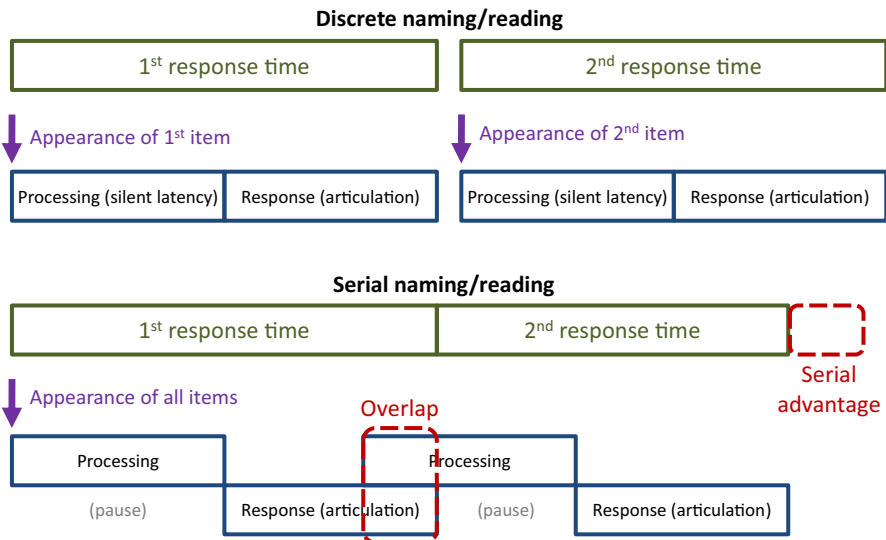 Discrete naming/reading
1st response time
2nd response time
Appearance of 1st item
Appearance of 2nd item
Processing (silent latency)
Response (articulation)
Processing (silent latency)
Response (articulation)
Serial naming/reading
1st response time
2nd response time
Serial
advantage
Appearance of all items
Overlap
Processing
Processing
(pause)
Response (articulation)
(pause)
Response (articulation)